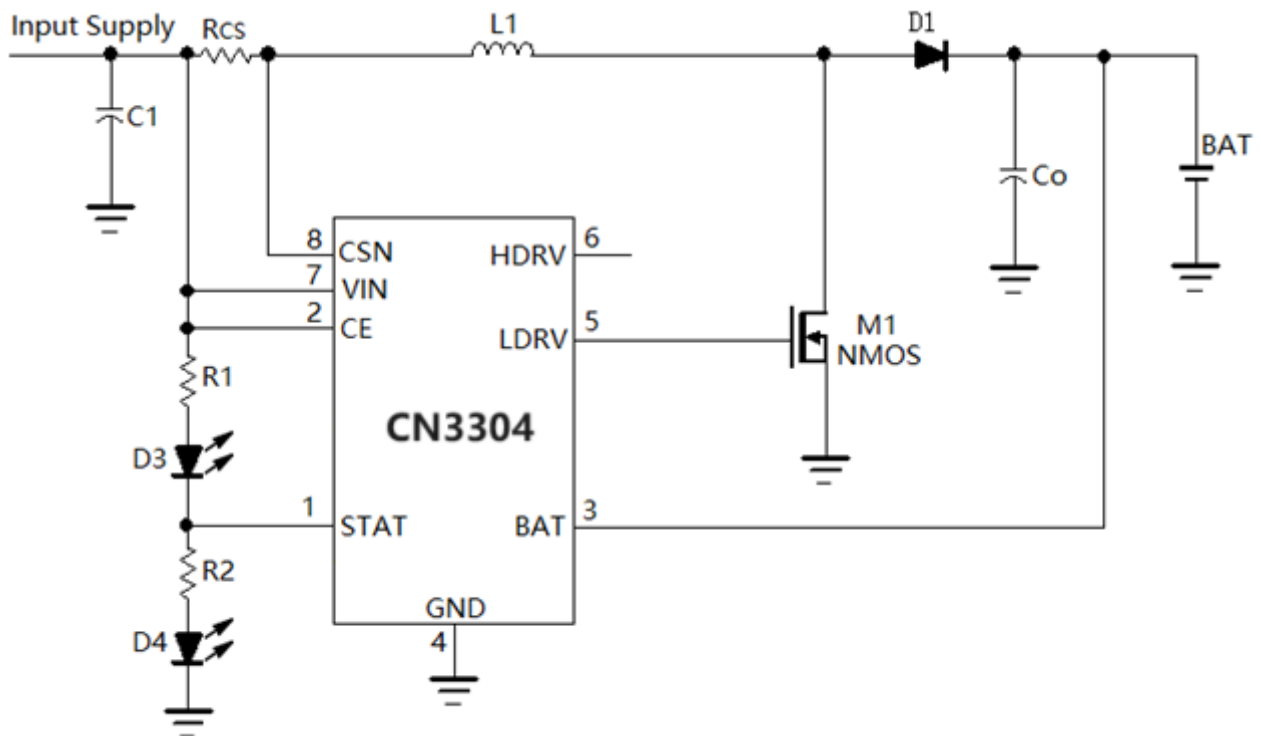 Input Supply
Rcs
L1
D1
C1
Co
BAT
8
CSN
HDRV
6
7
VIN
2
CE
LDRV
5
M1
NMOS
R1
CN3304
D3
1
STAT
BAT
3
R2
GND
4
D4